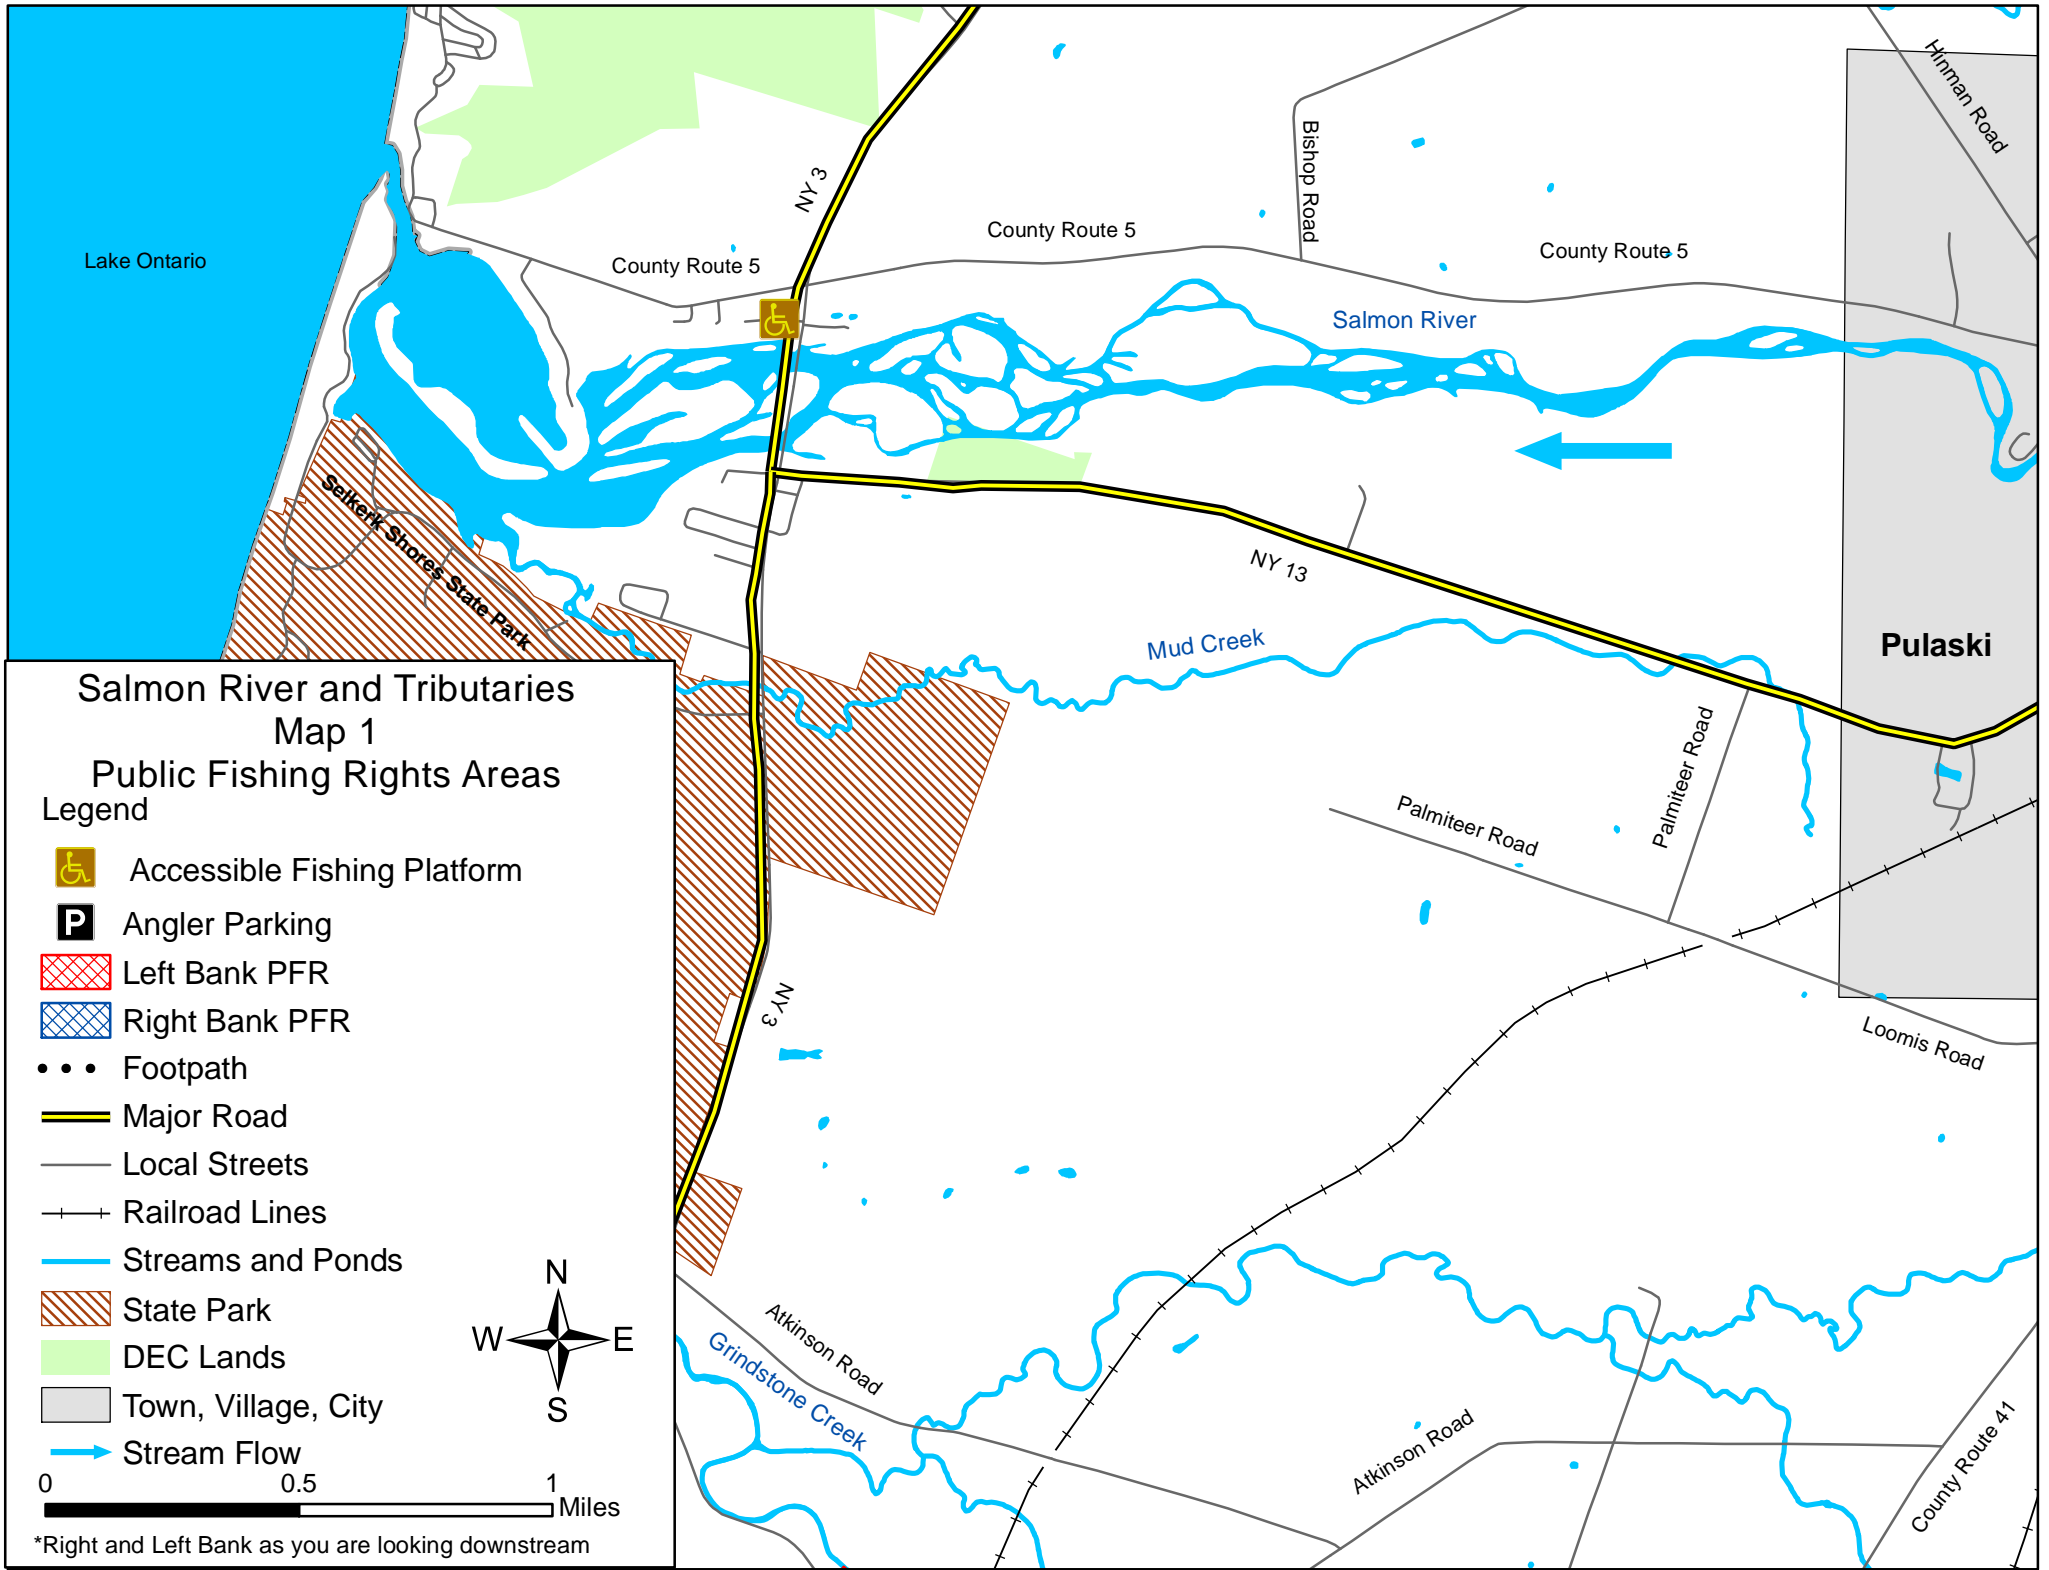 Hinman Road
Bishop Road
NY 3
County Route 5
County Route 5
County Route 5
Lake Ontario
Salmon River
Selkerk Shores State Park
NY 13
Mud Creek
Pulaski
Palmiteer Road
Palmiteer Road
NY 3
Loomis Road
Atkinson Road
Grindstone Creek
Atkinson Road
County Route 41
Salmon River and Tributaries
Map 1
Public Fishing Rights Areas
Legend
Accessible Fishing Platform
P Angler Parking
Left Bank PFR
Right Bank PFR
Footpath
Major Road
Local Streets
Railroad Lines
Streams and Ponds
State Park
DEC Lands
Town, Village, City
Stream Flow
N
W E
S
0 0.5 1
Miles
*Right and Left Bank as you are looking downstream